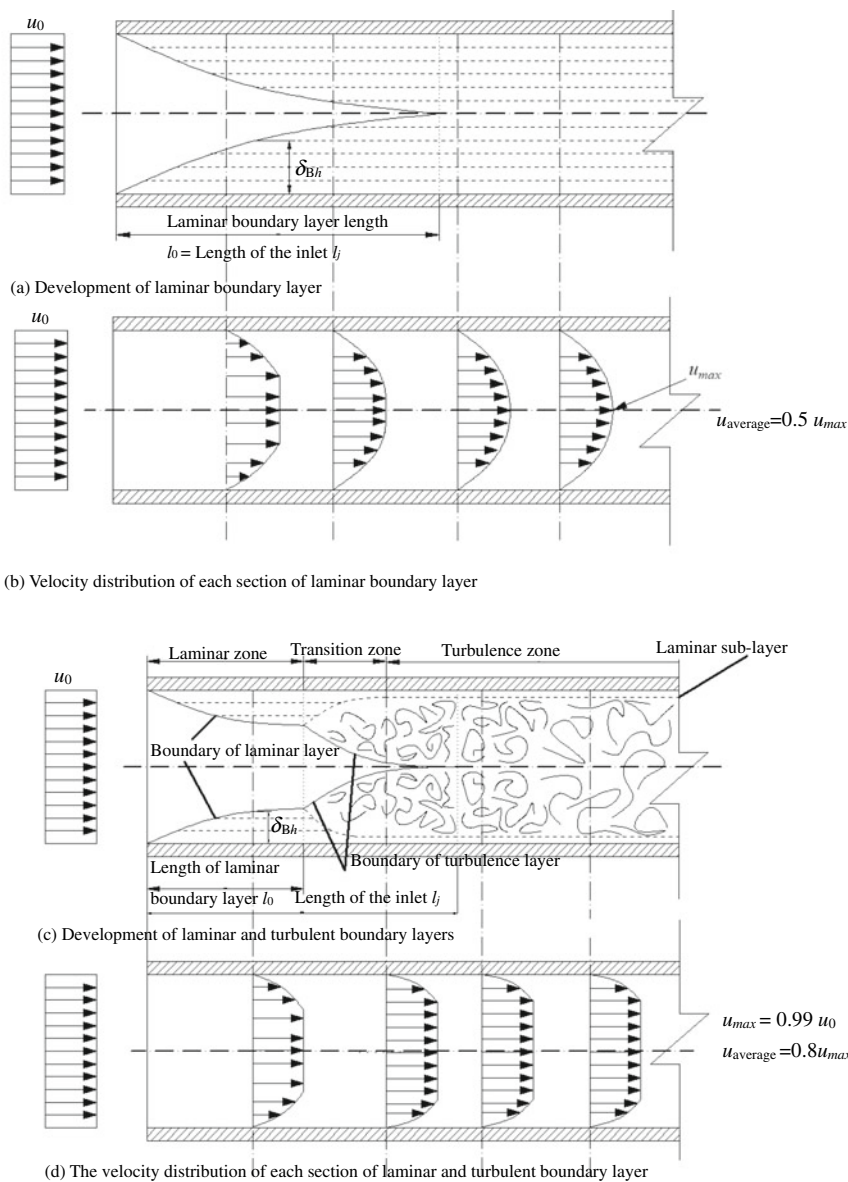 u0
δBh
Laminar boundary layer length
l0 = Length of the inlet lj
(a) Development of laminar boundary layer
u0
umax
uaverage=0.5 umax
(b) Velocity distribution of each section of laminar boundary layer
Laminar zone Transition zone Turbulence zone
Laminar sub-layer
u0
Boundary of laminar layer
δBh
Boundary of turbulence layer
Length of laminar
boundary layer l0 Length of the inlet lj
(c) Development of laminar and turbulent boundary layers
umax = 0.99 u0
uaverage =0.8umax
(d) The velocity distribution of each section of laminar and turbulent boundary layer